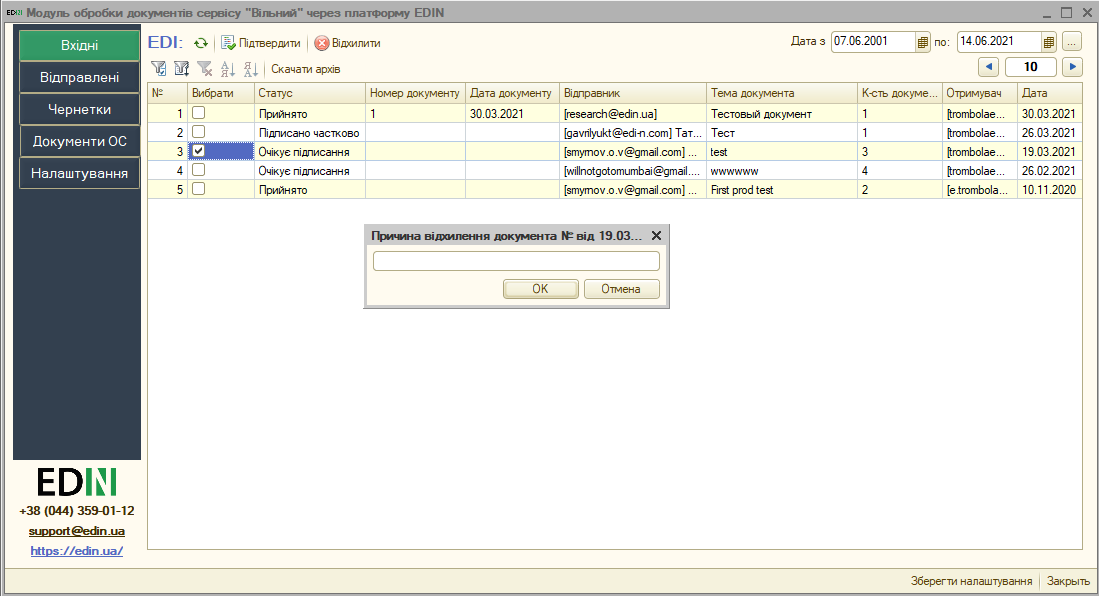 EDIN Модуль обробки документів сервісу "Вільний" через платформу EDIN
Вхідні
Відправлені
Чернетки
Документи ОС
Налаштування
EDI: Підтвердити Відхилити Дата з 07.06.2001 по: 14.06.2021 ...
Скачати архів 10
№ Вибрати Статус Номер документу Дата документу Відправник Тема документа К-сть докуме... Отримувач Дата
1 Прийнято 1 30.03.2021 [research@edin.ua] Тестовый документ 1 [trombolae... 30.03.2021
2 Підписано частково [gavrilyukt@edi-n.com] Тат... Тест 1 [trombolae... 26.03.2021
3 Очікує підписання [smyrnov.o.v@gmail.com] ... test 3 [trombolae... 19.03.2021
4 Очікує підписання [willnotgotomumbai@gmail.... wwwwww 4 [trombolae... 26.02.2021
5 Прийнято [smyrnov.o.v@gmail.com] ... First prod test 2 [e.trombola... 10.11.2020
Причина відхилення документа № від 19.03...
OK Отмена
EDIN
+38 (044) 359-01-12
support@edin.ua
https://edin.ua/
Зберегти налаштування Закрыть